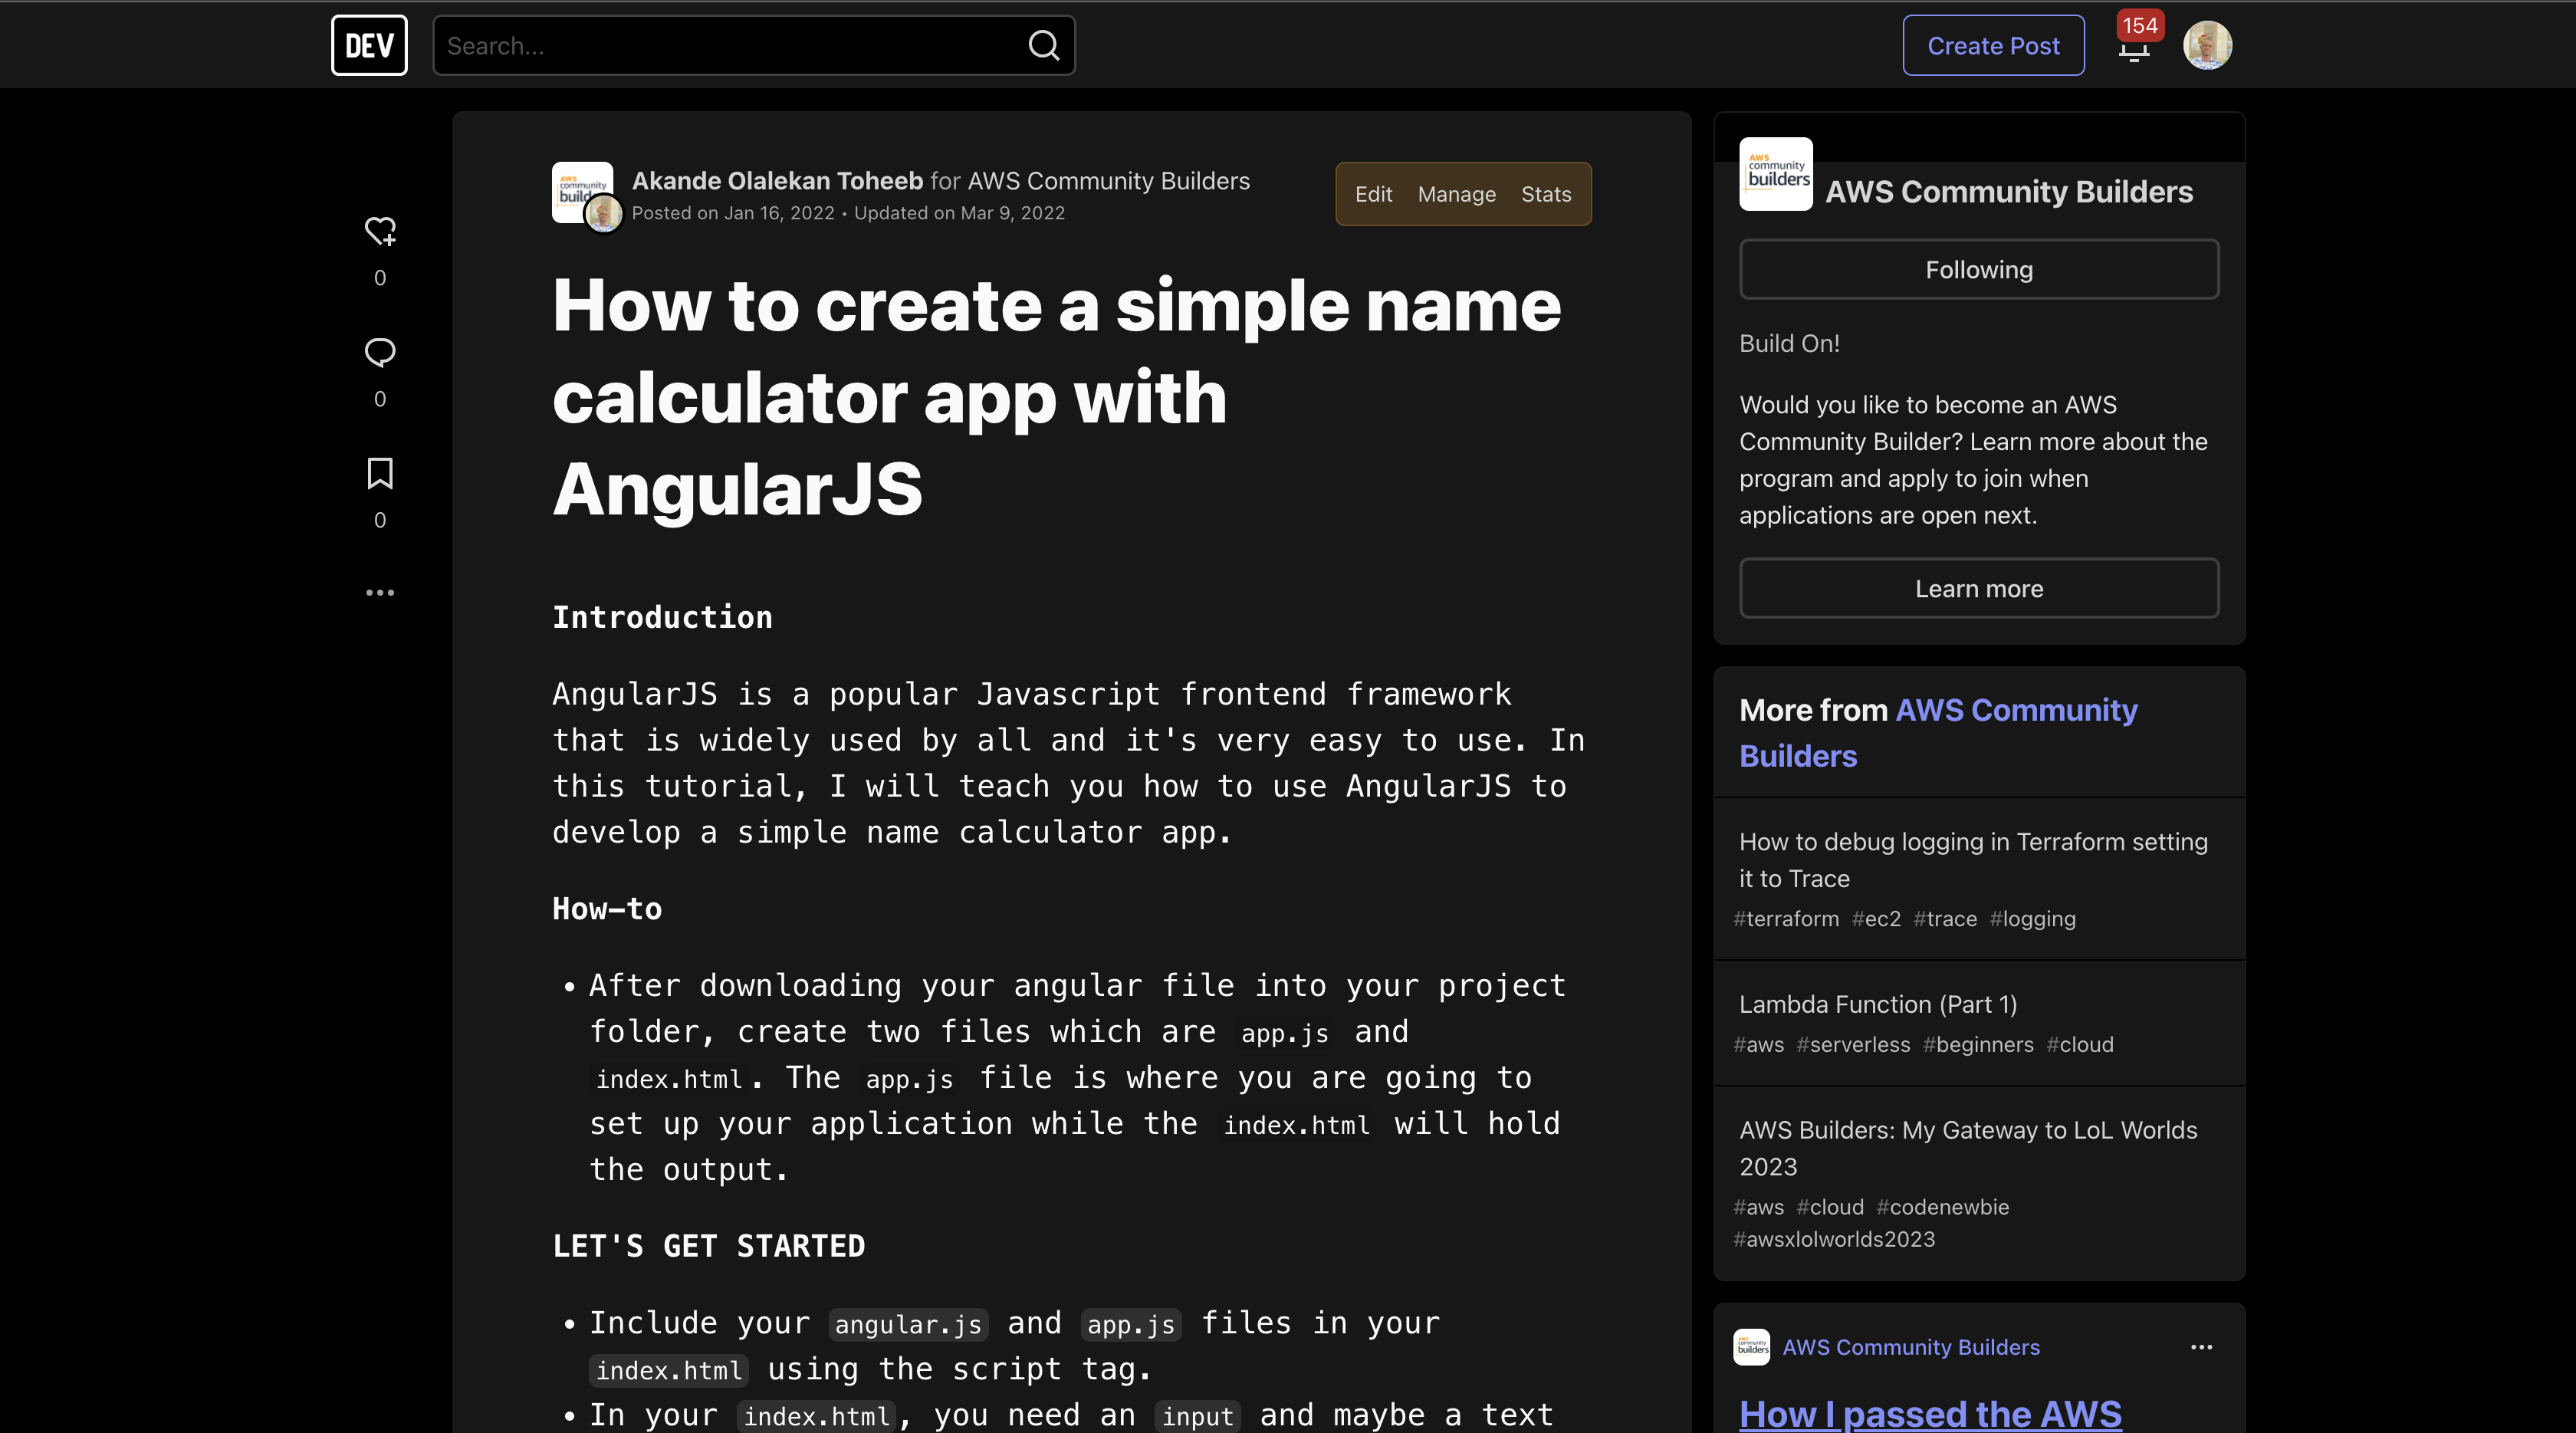 DEV
Search...
Create Post
154
Akande Olalekan Toheeb for AWS Community Builders
Posted on Jan 16, 2022 • Updated on Mar 9, 2022
Edit Manage Stats
How to create a simple name
calculator app with
AngularJS
0
0
0
Introduction
AngularJS is a popular Javascript frontend framework
that is widely used by all and it's very easy to use. In
this tutorial, I will teach you how to use AngularJS to
develop a simple name calculator app.
How-to
• After downloading your angular file into your project
folder, create two files which are app.js and
index.html. The app.js file is where you are going to
set up your application while the index.html will hold
the output.
LET'S GET STARTED
• Include your angular.js and app.js files in your
index.html using the script tag.
• In your index.html, you need an input and maybe a text
AWS
community
builders
AWS Community Builders
Following
Build On!
Would you like to become an AWS
Community Builder? Learn more about the
program and apply to join when
applications are open next.
Learn more
More from AWS Community
Builders
How to debug logging in Terraform setting
it to Trace
#terraform #ec2 #trace #logging
Lambda Function (Part 1)
#aws #serverless #beginners #cloud
AWS Builders: My Gateway to LoL Worlds
2023
#aws #cloud #codenewbie
#awsxlolworlds2023
AWS Community Builders
How I passed the AWS